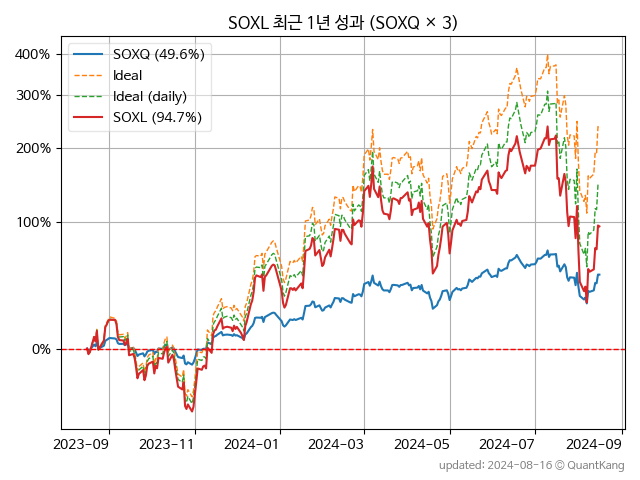 SOXL 최근 1년 성과 (SOXQ × 3)
SOXQ (49.6%)
Ideal
Ideal (daily)
SOXL (94.7%)
400%
300%
200%
100%
0%
2023-09 2023-11 2024-01 2024-03 2024-05 2024-07 2024-09
updated: 2024-08-16 © QuantKang